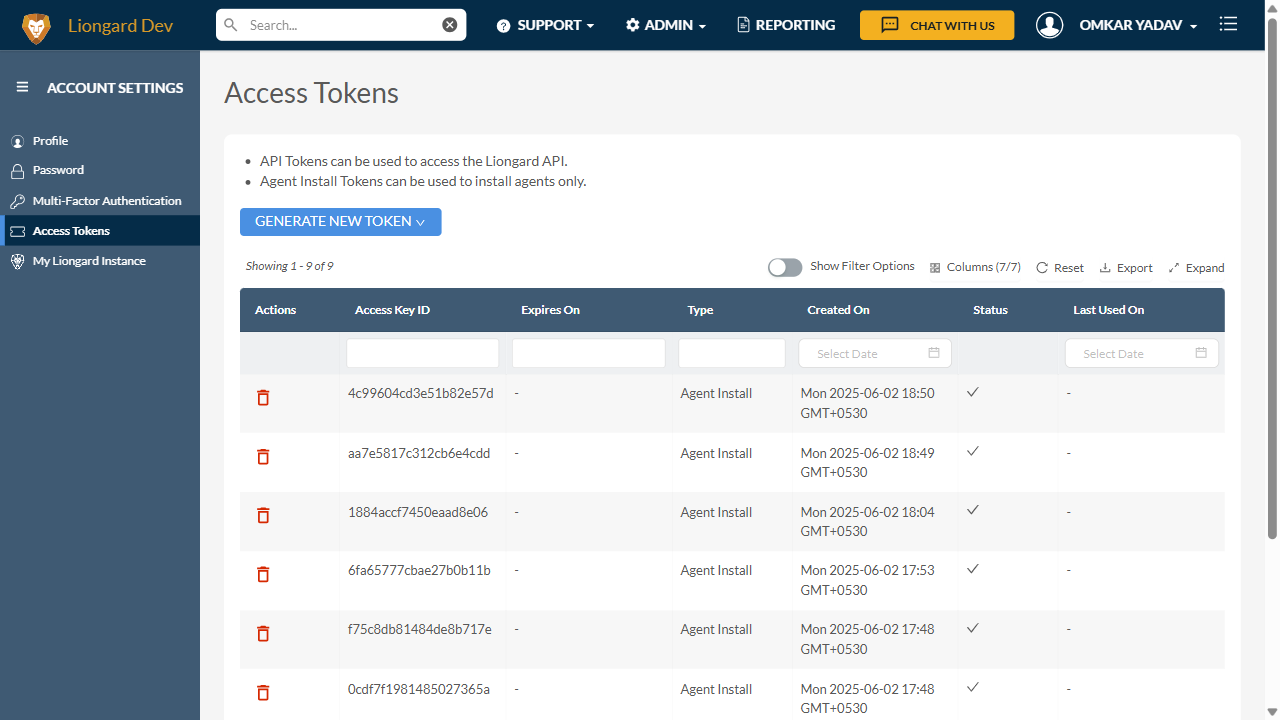 Liongard Dev
Search...
SUPPORT
ADMIN
REPORTING
CHAT WITH US
OMKAR YADAV
ACCOUNT SETTINGS
Profile
Password
Multi-Factor Authentication
Access Tokens
My Liongard Instance
Access Tokens
• API Tokens can be used to access the Liongard API.
• Agent Install Tokens can be used to install agents only.
GENERATE NEW TOKEN
Showing 1 - 9 of 9
Show Filter Options
Columns (7/7)
Reset
Export
Expand
Actions Access Key ID Expires On Type Created On Status Last Used On
Select Date Select Date
4c99604cd3e51b82e57d - Agent Install Mon 2025-06-02 18:50 -
GMT+0530
aa7e5817c312cb6e4cdd - Agent Install Mon 2025-06-02 18:49 -
GMT+0530
1884accf7450eaad8e06 - Agent Install Mon 2025-06-02 18:04 -
GMT+0530
6fa65777cbae27b0b11b - Agent Install Mon 2025-06-02 17:53 -
GMT+0530
f75c8db81484de8b717e - Agent Install Mon 2025-06-02 17:48 -
GMT+0530
0cdf7f1981485027365a - Agent Install Mon 2025-06-02 17:48 -
GMT+0530